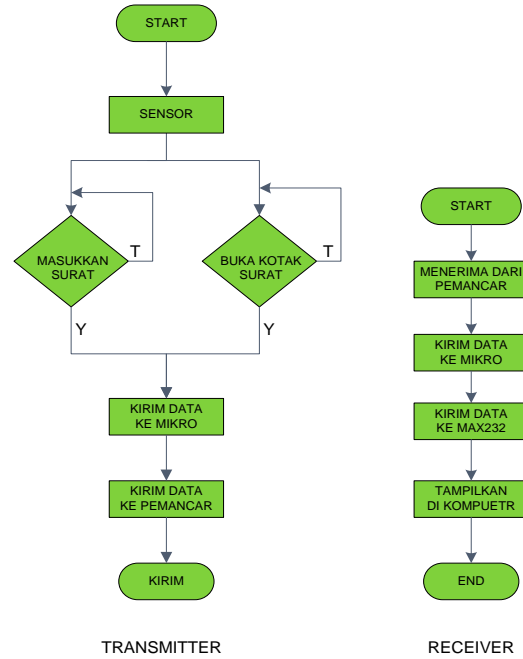 START
SENSOR
MASUKKAN
SURAT
T
Y
BUKA KOTAK
SURAT
T
Y
KIRIM DATA
KE MIKRO
KIRIM DATA
KE PEMANCAR
KIRIM
TRANSMITTER
START
MENERIMA DARI
PEMANCAR
KIRIM DATA
KE MIKRO
KIRIM DATA
KE MAX232
TAMPILKAN
DI KOMPUETR
END
RECEIVER